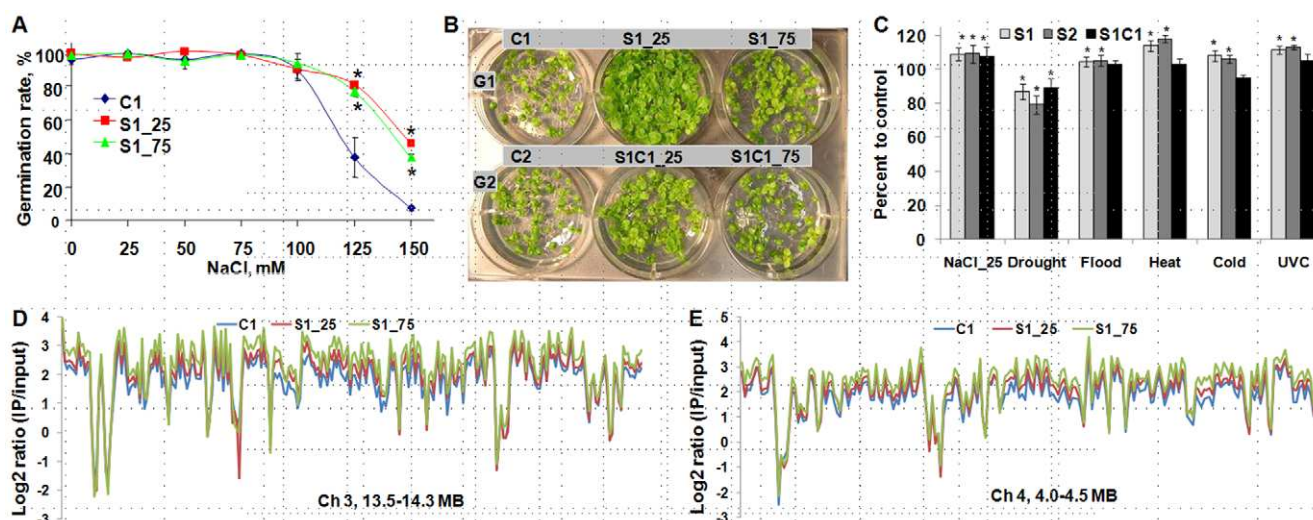 A
Germination rate, %
100
80
60
40
20
0
C1
S1_25
S1_75
*
*
*
*
0 25 50 75 100 125 150
NaCl, mM
B
C1 S1_25 S1_75
G1
C2 S1C1_25 S1C1_75
G2
C
S1 S2 S1C1
Percent to control
120
100
80
60
40
20
0
* * * * * * * * * * * * *
NaCl_25 Drought Flood Heat Cold UVC
D
C1 S1_25 S1_75
Log2 ratio (IP/input)
4
3
2
1
0
-1
-2
-3
Ch 3, 13.5-14.3 MB
E
C1 S1_25 S1_75
Log2 ratio (IP/input)
5
4
3
2
1
0
-1
-2
-3
Ch 4, 4.0-4.5 MB